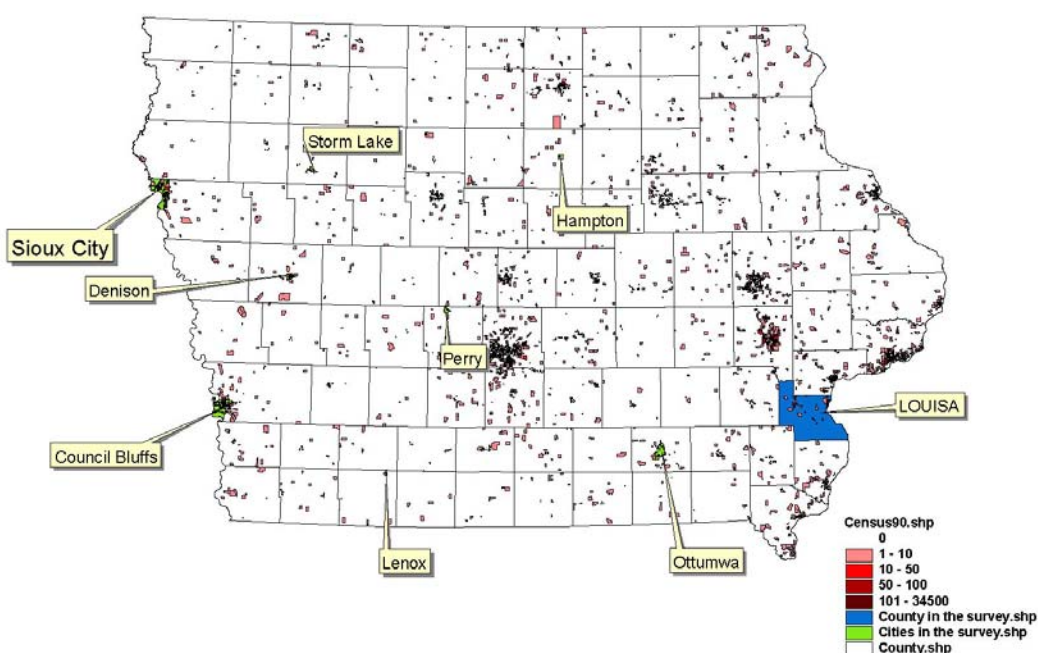 Storm Lake
Hampton
Sioux City
Denison
Perry
LOUISA
Council Bluffs
Lenox
Ottumwa
Census90.shp
0
1 - 10
10 - 50
50 - 100
101 - 34500
County in the survey.shp
Cities in the survey.shp
County.shp